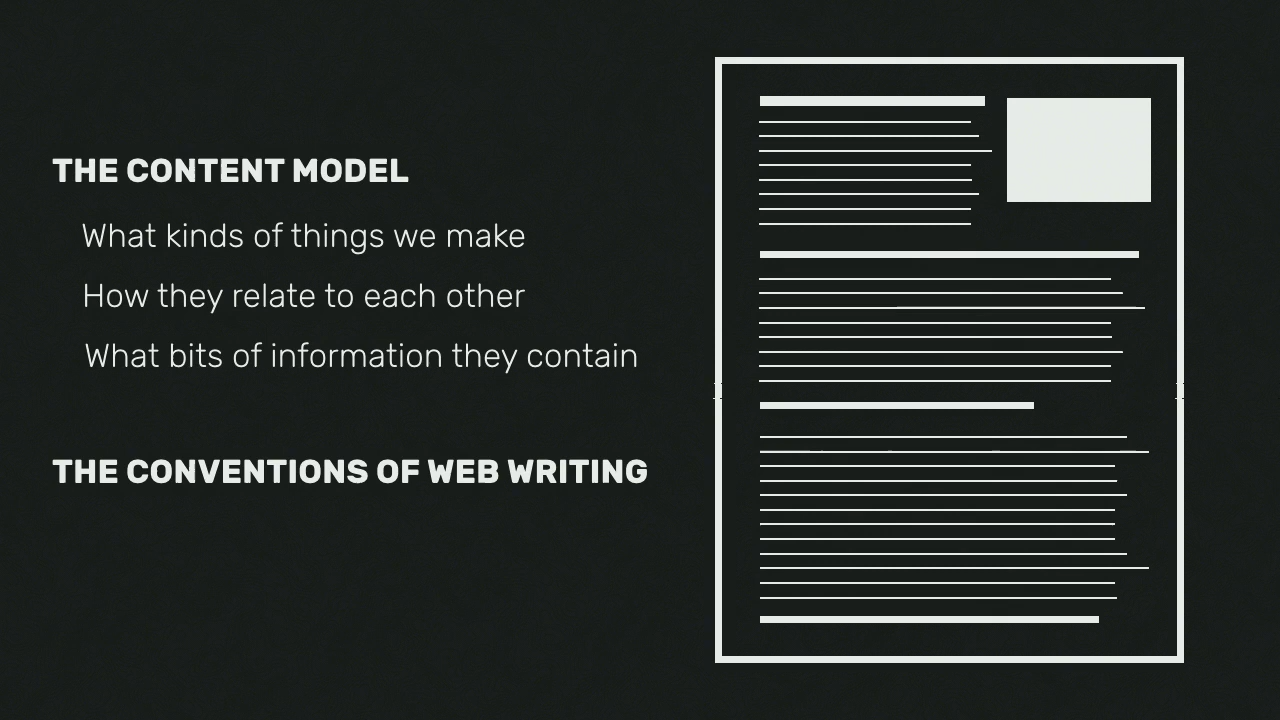 THE CONTENT MODEL
What kinds of things we make
How they relate to each other
What bits of information they contain
THE CONVENTIONS OF WEB WRITING